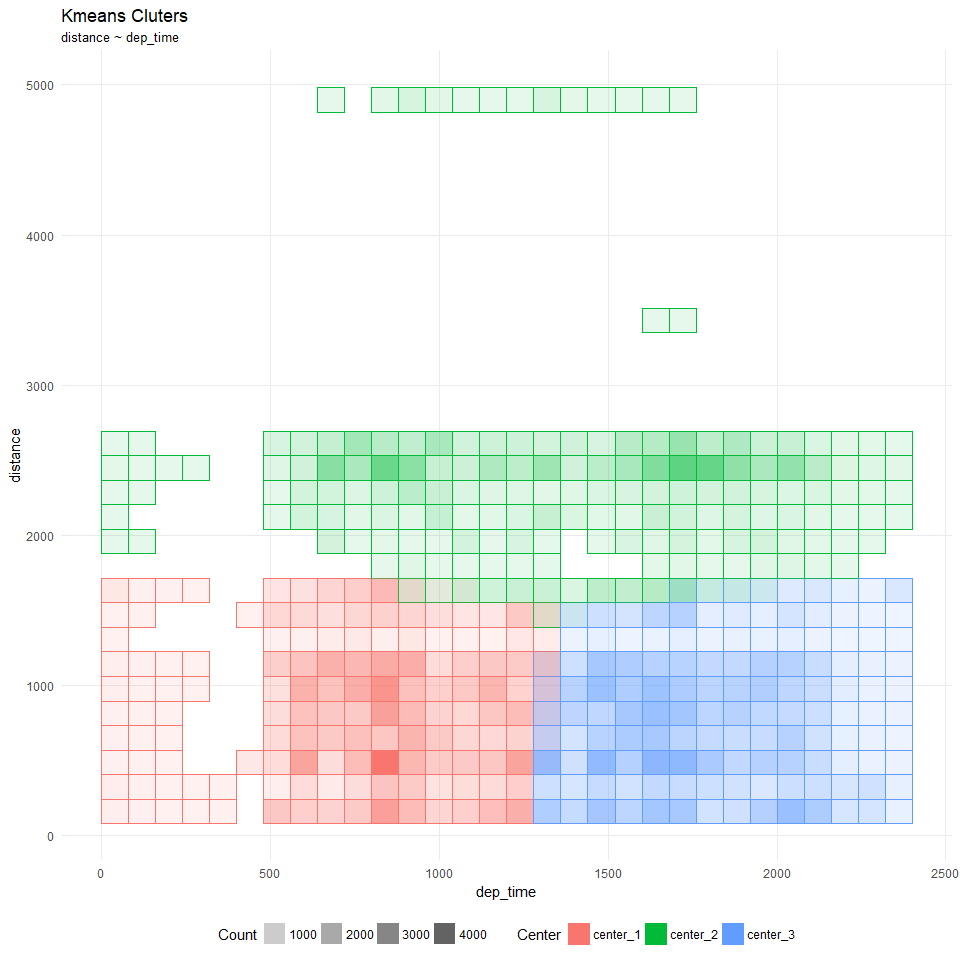 Kmeans Cluters
distance ~ dep_time
5000
4000
3000
distance
2000
1000
0
0 500 1000 1500 2000 2500
dep_time
Count 1000 2000 3000 4000 Center center_1 center_2 center_3